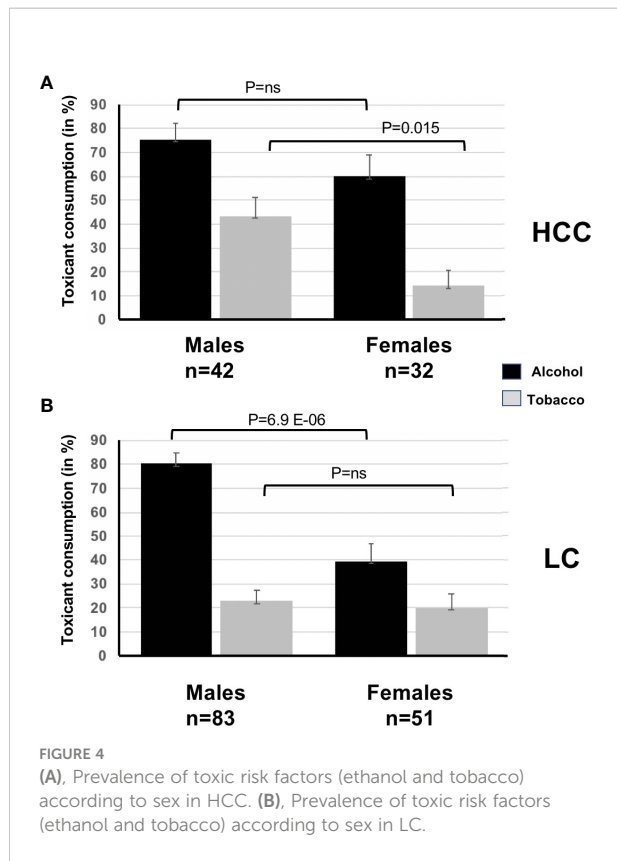 A
P=ns
P=0.015
Toxicant consumption (in %)
90
80
70
60
50
40
30
20
10
0
HCC
Males
n=42
Females
n=32
Alcohol
Tobacco
B
P=6.9 E-06
P=ns
Toxicant consumption (in %)
90
80
70
60
50
40
30
20
10
0
LC
Males
n=83
Females
n=51
FIGURE 4
(A), Prevalence of toxic risk factors (ethanol and tobacco)
according to sex in HCC. (B), Prevalence of toxic risk factors
(ethanol and tobacco) according to sex in LC.